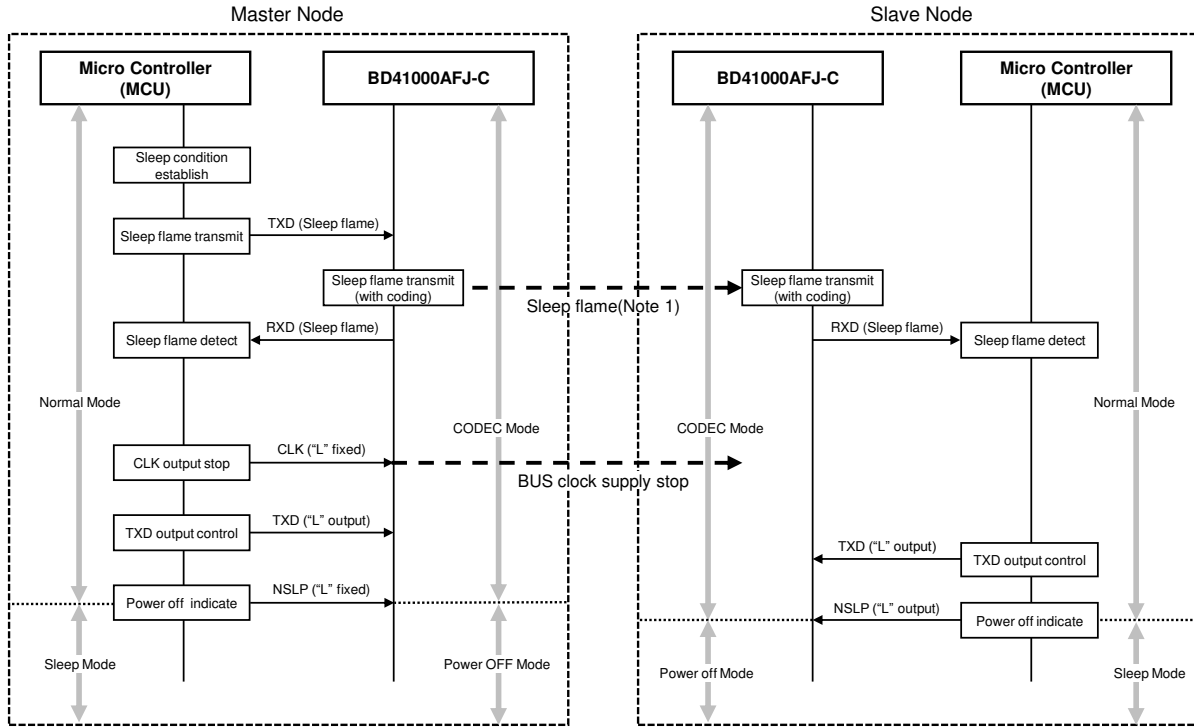 Master Node
Slave Node
Micro Controller
(MCU)
BD41000AFJ-C
BD41000AFJ-C
Micro Controller
(MCU)
Sleep condition
establish
TXD (Sleep flame)
Sleep flame transmit
Sleep flame transmit
(with coding)
Sleep flame(Note 1)
Sleep flame transmit
(with coding)
RXD (Sleep flame)
Sleep flame detect
RXD (Sleep flame)
Sleep flame detect
Normal Mode
CODEC Mode
CODEC Mode
Normal Mode
CLK (“L” fixed)
CLK output stop
BUS clock supply stop
TXD (“L” output)
TXD output control
TXD (“L” output)
TXD output control
NSLP (“L” fixed)
Power off indicate
NSLP (“L” output)
Power off indicate
Sleep Mode
Power OFF Mode
Power off Mode
Sleep Mode